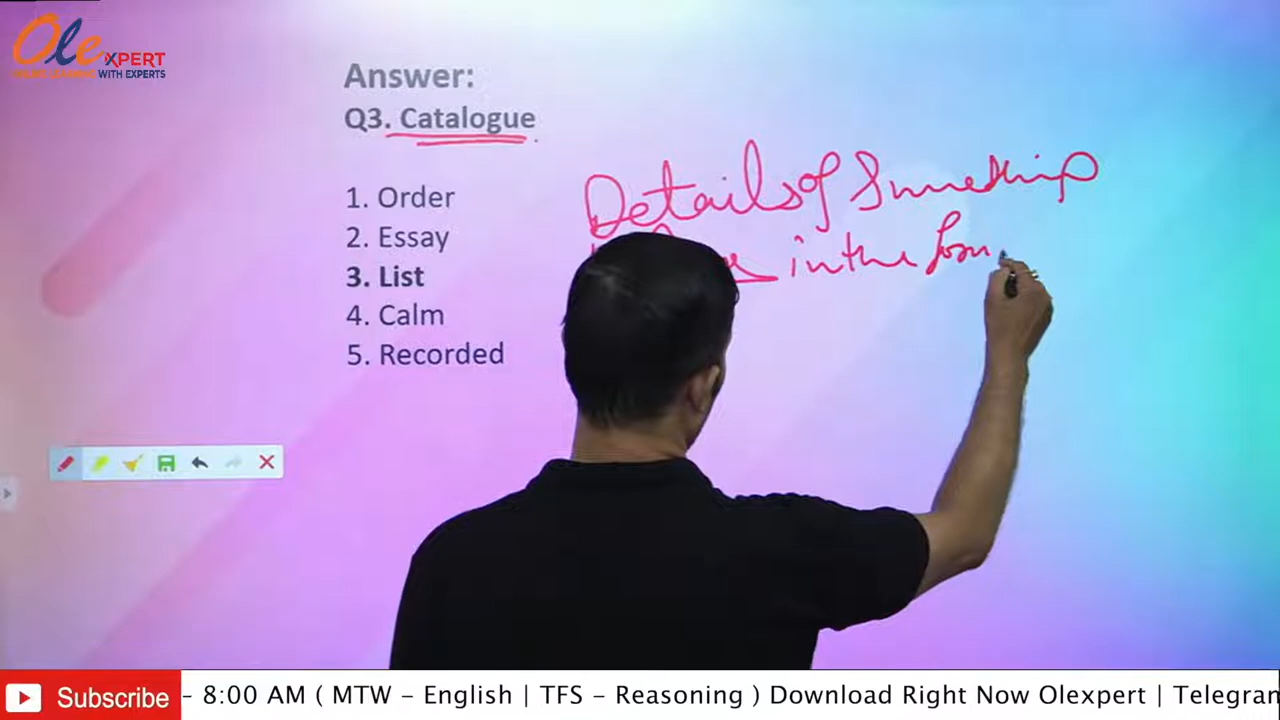 Olexpert
ONLINE LEARNING WITH EXPERTS
Answer:
Q3. Catalogue
1. Order
2. Essay
3. List
4. Calm
5. Recorded
Details of Something
in the form
Subscribe
- 8:00 AM ( MTW - English | TFS - Reasoning ) Download Right Now Olexpert | Telegran